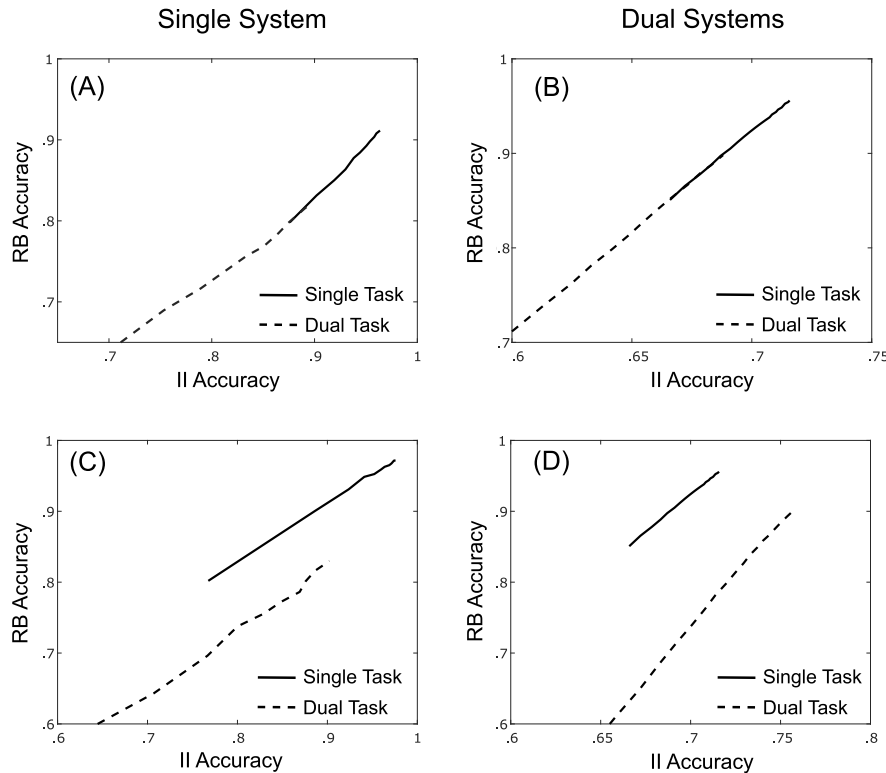 Single System
Dual Systems
(A)
RB Accuracy
1
.9
.8
.7
.7
.8
.9
1
II Accuracy
Single Task
Dual Task
(B)
RB Accuracy
1
.9
.8
.7
.6
.65
.7
.75
II Accuracy
Single Task
Dual Task
(C)
RB Accuracy
1
.9
.8
.7
.6
.6
.7
.8
.9
1
II Accuracy
Single Task
Dual Task
(D)
RB Accuracy
1
.9
.8
.7
.6
.6
.65
.7
.75
.8
II Accuracy
Single Task
Dual Task